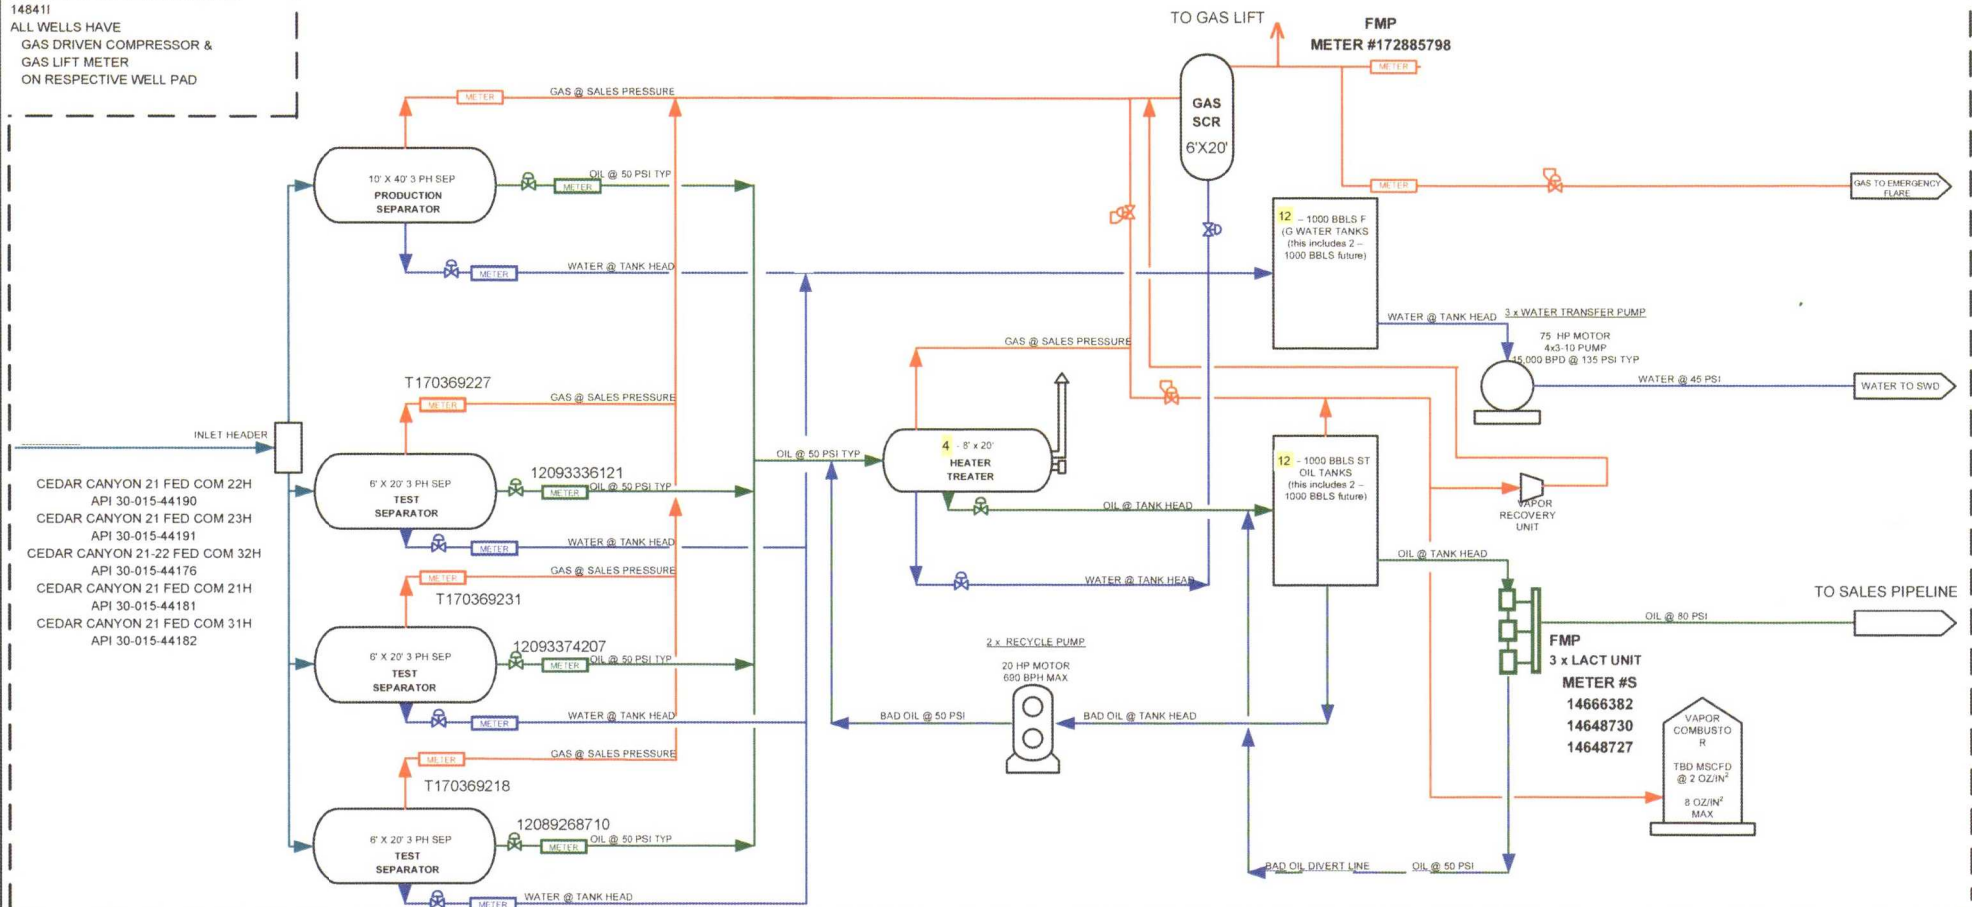 14841I
ALL WELLS HAVE
GAS DRIVEN COMPRESSOR &
GAS LIFT METER
ON RESPECTIVE WELL PAD
TO GAS LIFT
FMP
METER #172885798
METER
METER
GAS @ SALES PRESSURE
GAS
SCR
6'X20'
10' X 40' 3 PH SEP
PRODUCTION
SEPARATOR
OIL @ 50 PSI TYP
METER
METER
GAS TO EMERGENCY
FLARE
12 – 1000 BBLS F
(G WATER TANKS
(this includes 2 –
1000 BBLS future)
METER
WATER @ TANK HEAD
WATER @ TANK HEAD
3 x WATER TRANSFER PUMP
75 HP MOTOR
4x3-10 PUMP
15,000 BPD @ 135 PSI TYP
WATER @ 45 PSI
WATER TO SWD
GAS @ SALES PRESSURE
T170369227
METER
GAS @ SALES PRESSURE
INLET HEADER
6' X 20' 3 PH SEP
TEST
SEPARATOR
12093336121
METER
OIL @ 50 PSI TYP
METER
WATER @ TANK HEAD
OIL @ 50 PSI TYP
4 - 8' x 20'
HEATER
TREATER
OIL @ TANK HEAD
WATER @ TANK HEAD
12 – 1000 BBLS ST
OIL TANKS
(this includes 2 –
1000 BBLS future)
VAPOR
RECOVERY
UNIT
OIL @ TANK HEAD
CEDAR CANYON 21 FED COM 22H
API 30-015-44190
CEDAR CANYON 21 FED COM 23H
API 30-015-44191
CEDAR CANYON 21-22 FED COM 32H
API 30-015-44176
CEDAR CANYON 21 FED COM 21H
API 30-015-44181
CEDAR CANYON 21 FED COM 31H
API 30-015-44182
METER
GAS @ SALES PRESSURE
T170369231
6' X 20' 3 PH SEP
TEST
SEPARATOR
12093374207
METER
OIL @ 50 PSI TYP
METER
WATER @ TANK HEAD
2 x RECYCLE PUMP
20 HP MOTOR
690 BPH MAX
BAD OIL @ 50 PSI
BAD OIL @ TANK HEAD
TO SALES PIPELINE
OIL @ 80 PSI
FMP
3 x LACT UNIT
METER #S
14666382
14648730
14648727
VAPOR
COMBUSTO
R
TBD MSCFD
@ 2 OZ/IN²
8 OZ/IN²
MAX
METER
GAS @ SALES PRESSURE
T170369218
6' X 20' 3 PH SEP
TEST
SEPARATOR
12089268710
METER
OIL @ 50 PSI TYP
METER
WATER @ TANK HEAD
BAD OIL DIVERT LINE
OIL @ 50 PSI